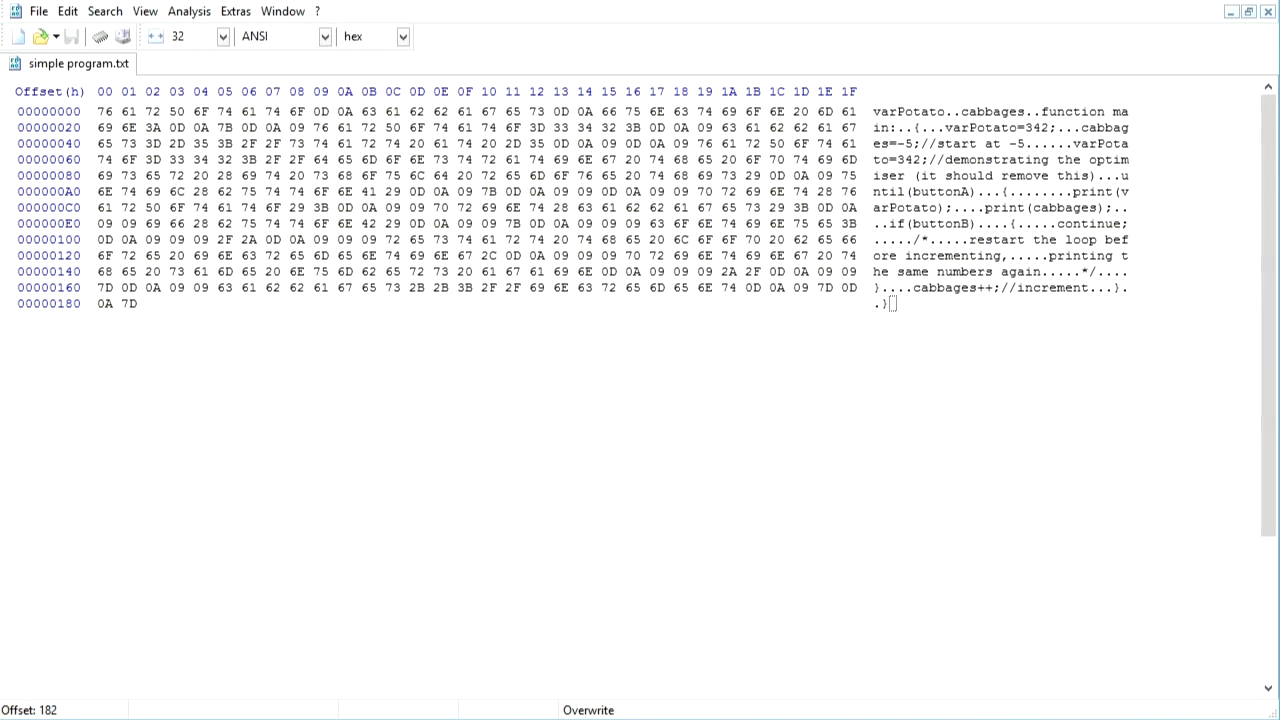 File Edit Search View Analysis Extras Window ?
32 ANSI hex
simple program.txt
Offset(h) 00 01 02 03 04 05 06 07 08 09 0A 0B 0C 0D 0E 0F 10 11 12 13 14 15 16 17 18 19 1A 1B 1C 1D 1E 1F
00000000 76 61 72 50 6F 74 61 74 6F 0D 0A 63 61 62 62 61 67 65 73 0D 0A 66 75 6E 63 74 69 6F 6E 20 6D 61 varPotato..cabbages..function ma
00000020 69 6E 3A 0D 0A 7B 0D 0A 09 76 61 72 50 6F 74 61 74 6F 3D 33 34 32 3B 0D 0A 09 63 61 62 62 61 67 in:..{...varPotato=342;...cabbag
00000040 65 73 3D 2D 35 3B 2F 2F 73 74 61 72 74 20 61 74 20 2D 35 0D 0A 09 0D 0A 09 76 61 72 50 6F 74 61 es=-5;//start at -5......varPota
00000060 74 6F 3D 33 34 32 3B 2F 2F 64 65 6D 6F 6E 73 74 72 61 74 69 6E 67 20 74 68 65 20 6F 70 74 69 6D to=342;//demonstrating the optim
00000080 69 73 65 72 20 28 69 74 20 73 68 6F 75 6C 64 20 72 65 6D 6F 76 65 20 74 68 69 73 29 0D 0A 09 75 iser (it should remove this)...u
000000A0 6E 74 69 6C 28 62 75 74 74 6F 6E 41 29 0D 0A 09 7B 0D 0A 09 09 0D 0A 09 09 70 72 69 6E 74 28 76 ntil(buttonA)...{........print(v
000000C0 61 72 50 6F 74 61 74 6F 29 3B 0D 0A 09 09 70 72 69 6E 74 28 63 61 62 62 61 67 65 73 29 3B 0D 0A arPotato);....print(cabbages);..
000000E0 09 09 69 66 28 62 75 74 74 6F 6E 42 29 0D 0A 09 09 7B 0D 0A 09 09 09 63 6F 6E 74 69 6E 75 65 3B ..if(buttonB)....{.....continue;
00000100 0D 0A 09 09 09 2F 2A 0D 0A 09 09 09 72 65 73 74 61 72 74 20 74 68 65 20 6C 6F 6F 70 20 62 65 66 ...../*.....restart the loop bef
00000120 6F 72 65 20 69 6E 63 72 65 6D 65 6E 74 69 6E 67 2C 0D 0A 09 09 09 70 72 69 6E 74 69 6E 67 20 74 ore incrementing,.....printing t
00000140 68 65 20 73 61 6D 65 20 6E 75 6D 62 65 72 73 20 61 67 61 69 6E 0D 0A 09 09 09 2A 2F 0D 0A 09 09 he same numbers again.....*/....
00000160 7D 0D 0A 09 09 63 61 62 62 61 67 65 73 2B 2B 3B 2F 2F 69 6E 63 72 65 6D 65 6E 74 0D 0A 09 7D 0D }....cabbages++;//increment...}.
00000180 0A 7D .}
Offset: 182 Overwrite